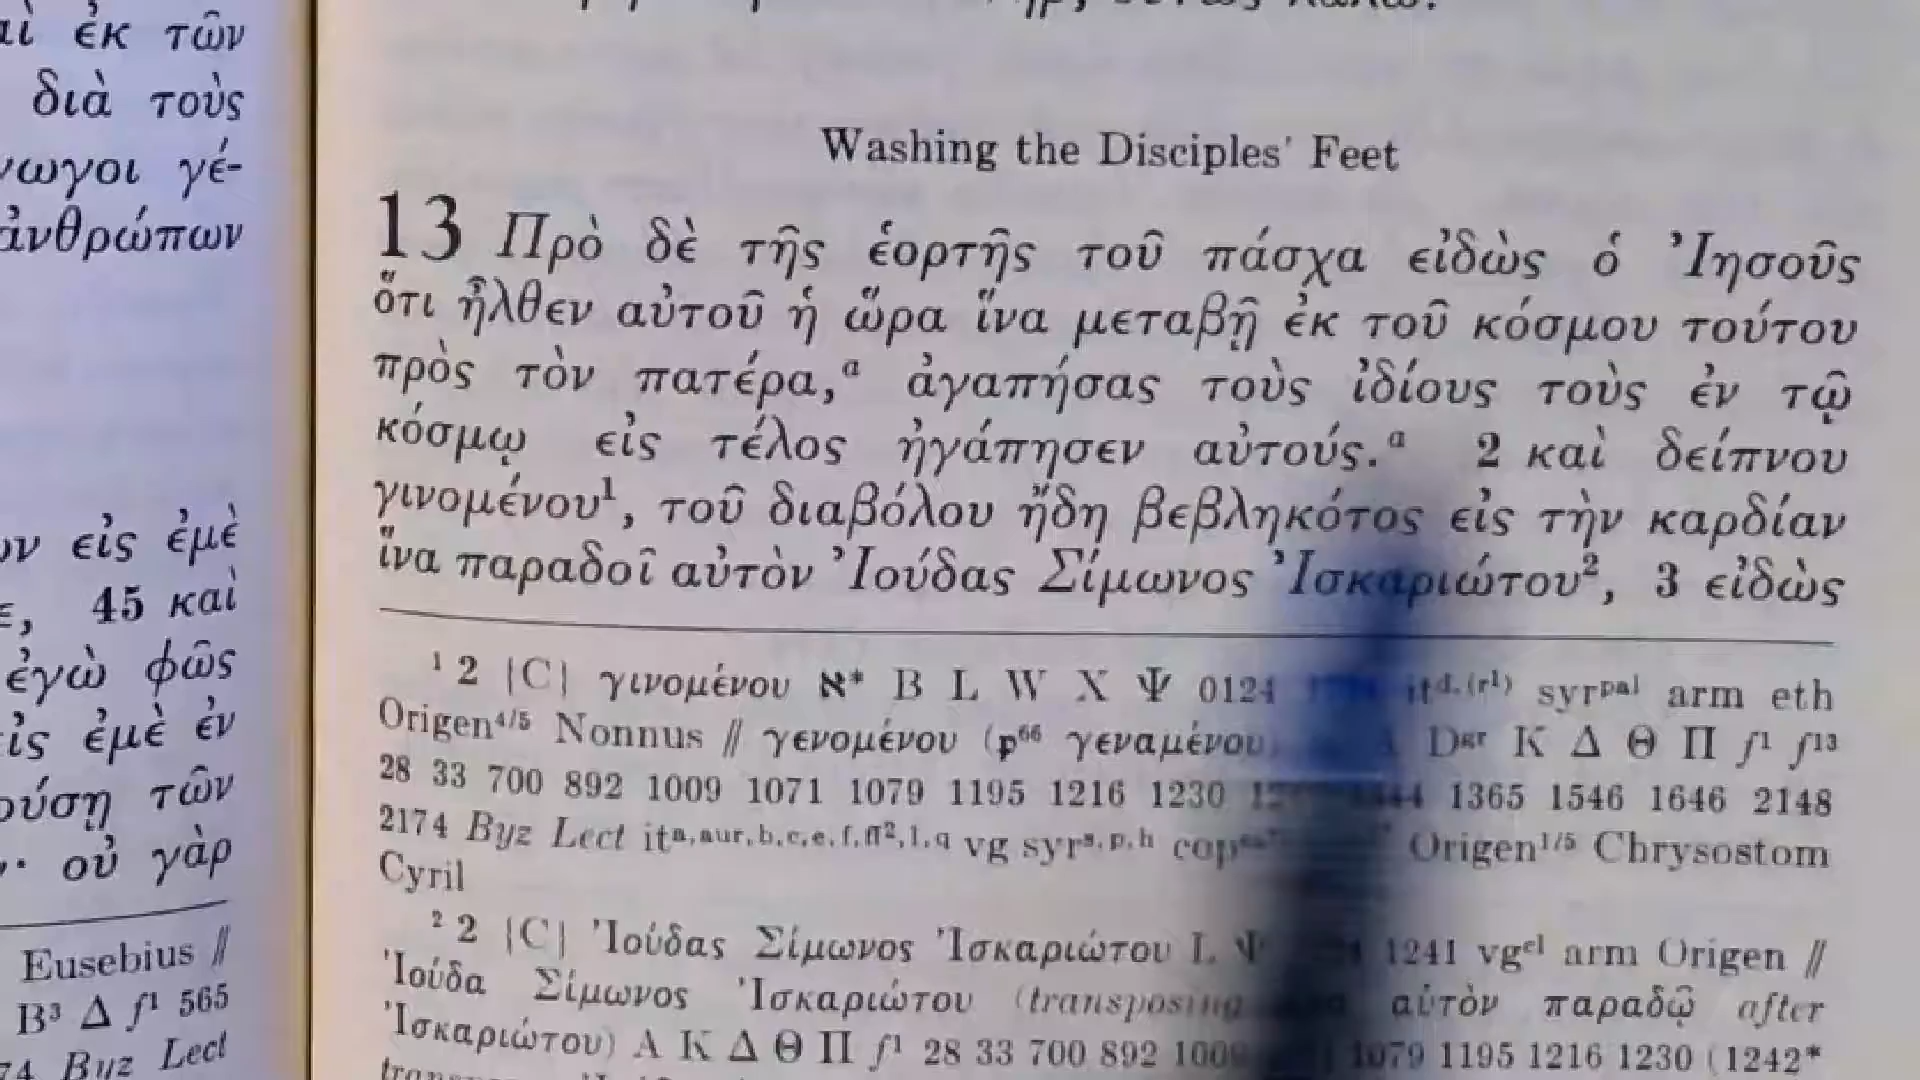 αὶ ἐκ τῶν
διὰ τοὺς
νωγοι γέ-
ἀνθρώπων
ων εἰς ἐμὲ
ε, 45 καὶ
ἐγὼ φῶς
ἰς ἐμὲ ἐν
ούσῃ τῶν
οὐ γὰρ
Eusebius //
B³ Δ f¹ 565
74 Byz Lect
Washing the Disciples' Feet
13 Πρὸ δὲ τῆς ἑορτῆς τοῦ πάσχα εἰδὼς ὁ Ἰησοῦς
ὅτι ἦλθεν αὐτοῦ ἡ ὥρα ἵνα μεταβῇ ἐκ τοῦ κόσμου τούτου
πρὸς τὸν πατέρα,ᵃ ἀγαπήσας τοὺς ἰδίους τοὺς ἐν τῷ
κόσμῳ εἰς τέλος ἠγάπησεν αὐτούς.ᵃ 2 καὶ δείπνου
γινομένου¹, τοῦ διαβόλου ἤδη βεβληκότος εἰς τὴν καρδίαν
ἵνα παραδοῖ αὐτὸν Ἰούδας Σίμωνος Ἰσκαριώτου², 3 εἰδὼς
¹ 2 {C} γινομένου א* B L W X Ψ 0124 itᵈ,⁽ʳ¹⁾ syrᵖᵃˡ arm eth
Origen⁴/⁵ Nonnus // γενομένου (p⁶⁶ γεναμένου) Dᵍʳ K Δ Θ Π f¹ f¹³
28 33 700 892 1009 1071 1079 1195 1216 1230 1365 1546 1646 2148
2174 Byz Lect itᵃ,ᵃᵘʳ,ᵇ,ᶜ,ᵉ,ᶠ,ᶠᶠ²,ˡ,q vg syrˢ,ᵖ,ʰ Origen¹/⁵ Chrysostom
Cyril
² 2 {C} Ἰούδας Σίμωνος Ἰσκαριώτου L Ψ 1241 vgᶜˡ arm Origen //
Ἰούδα Σίμωνος Ἰσκαριώτου (transposing αὐτὸν παραδῷ after
Ἰσκαριώτου) A K Δ Θ Π f¹ 28 33 700 892 1009 1079 1195 1216 1230 (1242*